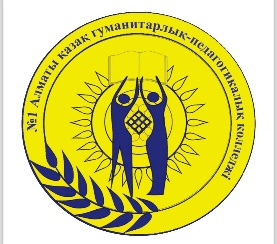 №1 Алматы қазақ гуманитарлық-педагогикалық колледжі